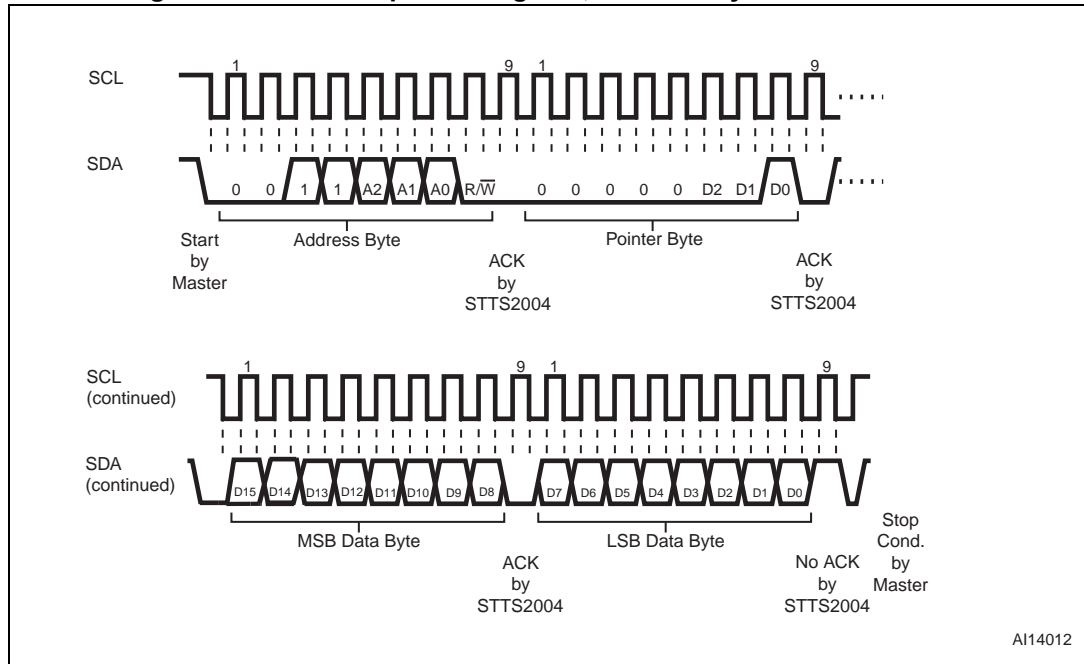 SCL
1 9 1 9
SDA
0 0 1 1 A2 A1 A0 R/W 0 0 0 0 0 D2 D1 D0
Address Byte Pointer Byte
Start
by
Master
ACK
by
STTS2004
ACK
by
STTS2004
SCL
(continued)
1 9 1 9
SDA
(continued)
D15 D14 D13 D12 D11 D10 D9 D8 D7 D6 D5 D4 D3 D2 D1 D0
MSB Data Byte LSB Data Byte
ACK
by
STTS2004
No ACK
by
STTS2004
Stop
Cond.
by
Master
AI14012